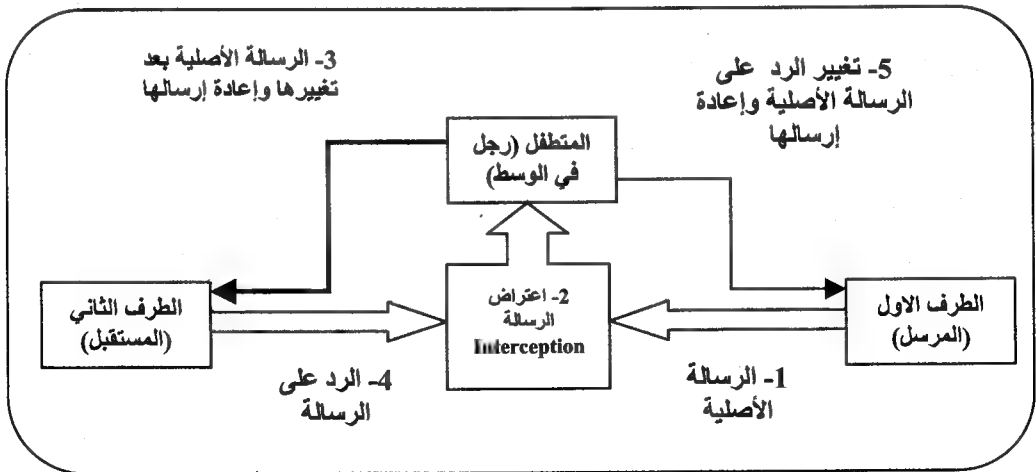 3- الرسالة الأصلية بعد
تغييرها وإعادة إرسالها
5- تغيير الرد على
الرسالة الأصلية وإعادة
إرسالها
المتطفل (رجل
في الوسط)
الطرف الثاني
(المستقبل)
2- اعتراض
الرسالة
Interception
الطرف الاول
(المرسل)
4- الرد على
الرسالة
1- الرسالة
الأصلية